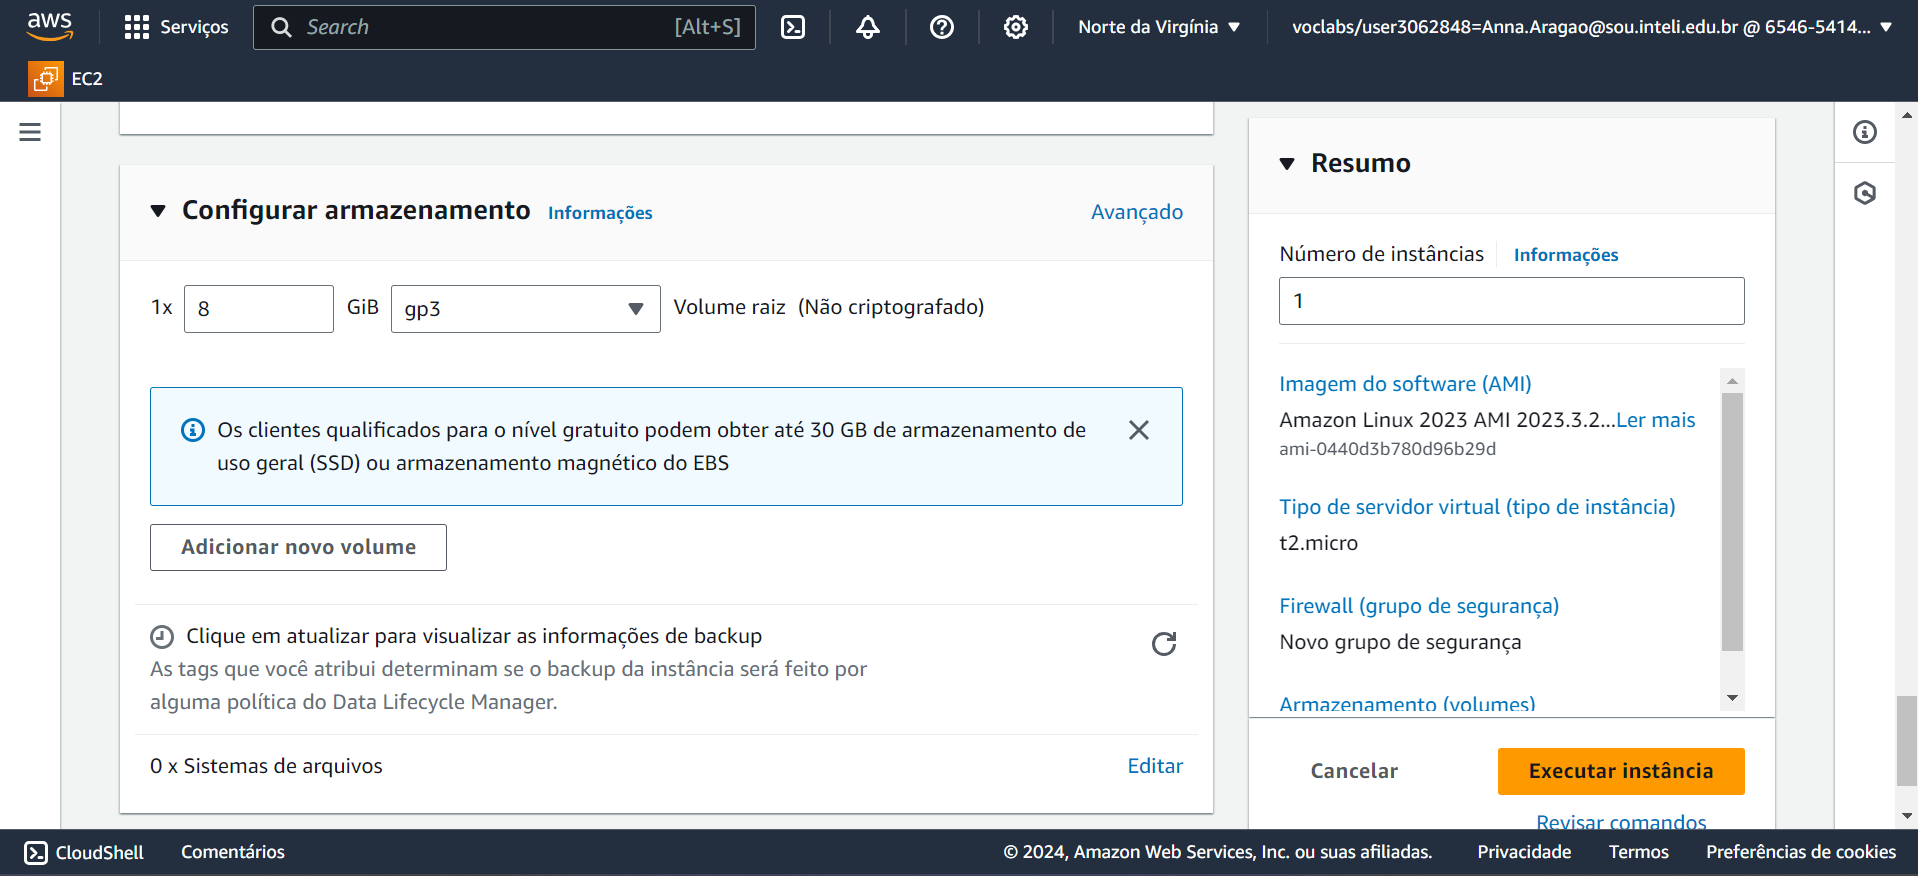 aws
Serviços
Search
[Alt+S]
Norte da Virgínia
voclabs/user3062848=Anna.Aragao@sou.inteli.edu.br @ 6546-5414...
EC2
Configurar armazenamento
Informações
Avançado
1x
8
GiB
gp3
Volume raiz (Não criptografado)
Os clientes qualificados para o nível gratuito podem obter até 30 GB de armazenamento de
uso geral (SSD) ou armazenamento magnético do EBS
Adicionar novo volume
Clique em atualizar para visualizar as informações de backup
As tags que você atribui determinam se o backup da instância será feito por
alguma política do Data Lifecycle Manager.
0 x Sistemas de arquivos
Editar
Resumo
Número de instâncias
Informações
1
Imagem do software (AMI)
Amazon Linux 2023 AMI 2023.3.2...Ler mais
ami-0440d3b780d96b29d
Tipo de servidor virtual (tipo de instância)
t2.micro
Firewall (grupo de segurança)
Novo grupo de segurança
Armazenamento (volumes)
Cancelar
Executar instância
Revisar comandos
CloudShell
Comentários
© 2024, Amazon Web Services, Inc. ou suas afiliadas.
Privacidade
Termos
Preferências de cookies